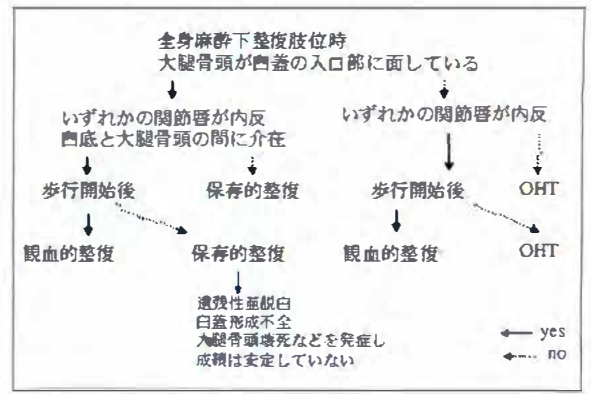 全身麻酔下整復肢位時
大腿骨頭が臼蓋の入口部に面している
いずれかの関節唇が内反
臼底と大腿骨頭の間に介在
いずれかの関節唇が内反
歩行開始後
保存的整復
歩行開始後
OHT
観血的整復
保存的整復
観血的整復
OHT
遺残性亜脱臼
臼蓋形成不全
大腿骨頭壊死などを発症し
成績は安定していない
yes
no